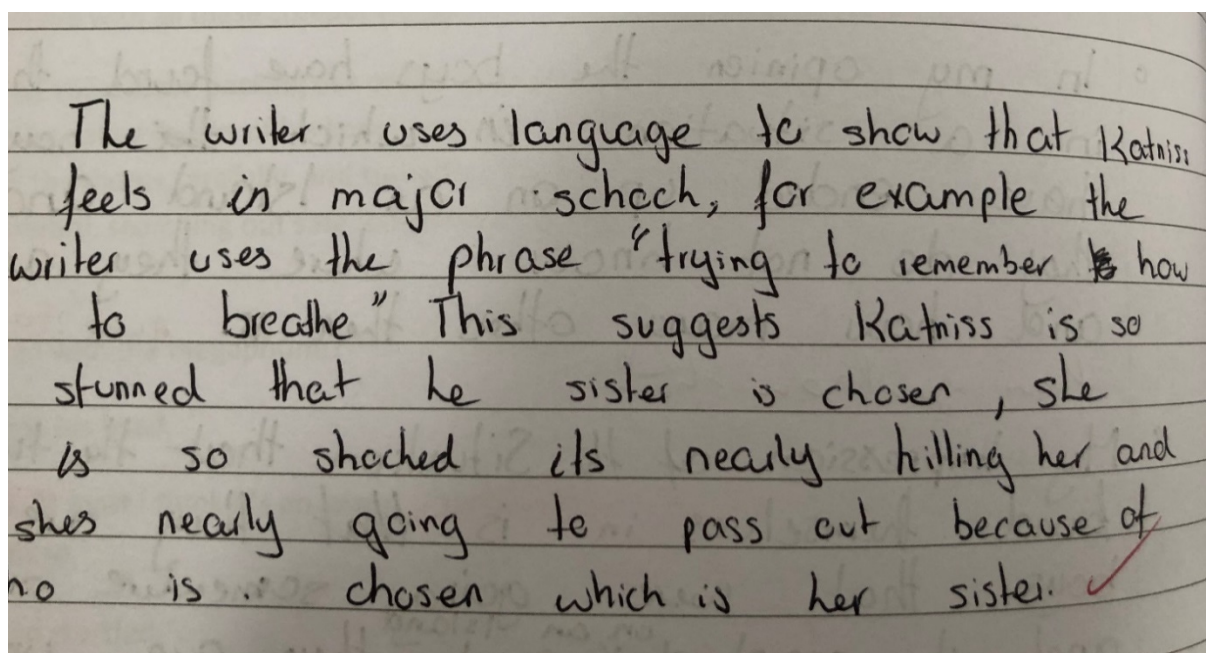 The writer uses language to show that Katniss
feels in major schock, for example the
writer uses the phrase "trying to remember how
to breathe" This suggests Katniss is so
stunned that he sister is chosen, she
is so shocked its nearly killing her and
shes nearly going to pass out because of
is chosen which is her sister.